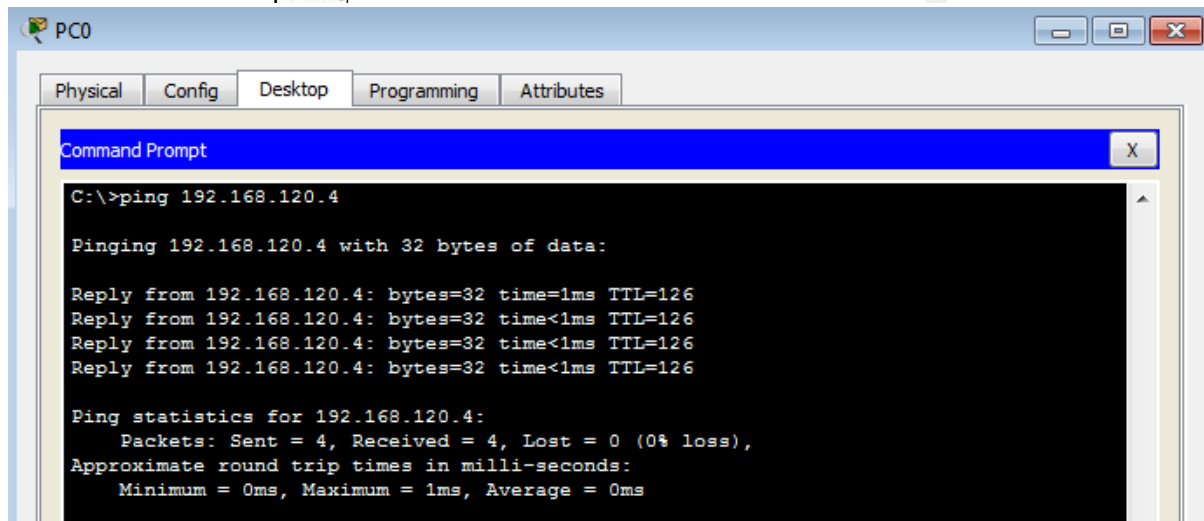 PC0
Physical Config Desktop Programming Attributes
Command Prompt X
C:\>ping 192.168.120.4
Pinging 192.168.120.4 with 32 bytes of data:
Reply from 192.168.120.4: bytes=32 time=1ms TTL=126
Reply from 192.168.120.4: bytes=32 time<1ms TTL=126
Reply from 192.168.120.4: bytes=32 time<1ms TTL=126
Reply from 192.168.120.4: bytes=32 time<1ms TTL=126
Ping statistics for 192.168.120.4:
Packets: Sent = 4, Received = 4, Lost = 0 (0% loss),
Approximate round trip times in milli-seconds:
Minimum = 0ms, Maximum = 1ms, Average = 0ms